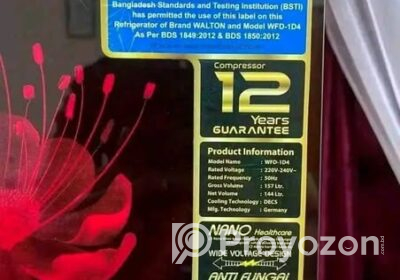 Bangladesh Standards and Testing Institution (BSTI)
has permitted the use of this label on this
Refrigerator of Brand WALTON and Model WFD-1D4
As Per BDS 1849:2012 & BDS 1850:2012
Compressor
12
Years
GUARANTEE
Product Information
Model Name : WFD-1D4
Rated Voltage : 220V-240V~
Rated Frequency : 50Hz
Gross Volume : 157 Ltr.
Net Volume : 144 Ltr.
Cooling Technology : DECS
Mfg. Technology : Germany
NANO Healthcare
Provozon
WIDE VOLTAGE DESIGN
ANTI FUNGAL